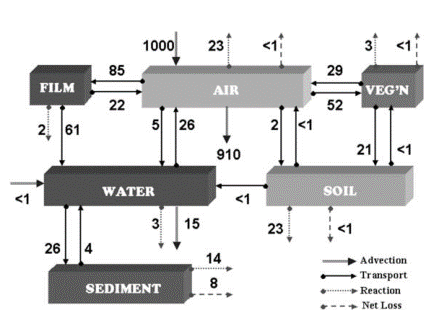 1000 23 <1 3 <1
85 29
FILM AIR VEG'N
22 52
2 61 5 26 2 <1 21 <1
910
<1 WATER <1 SOIL
26 4 3 15 23 <1
14
SEDIMENT 8
Advection
Transport
Reaction
Net Loss